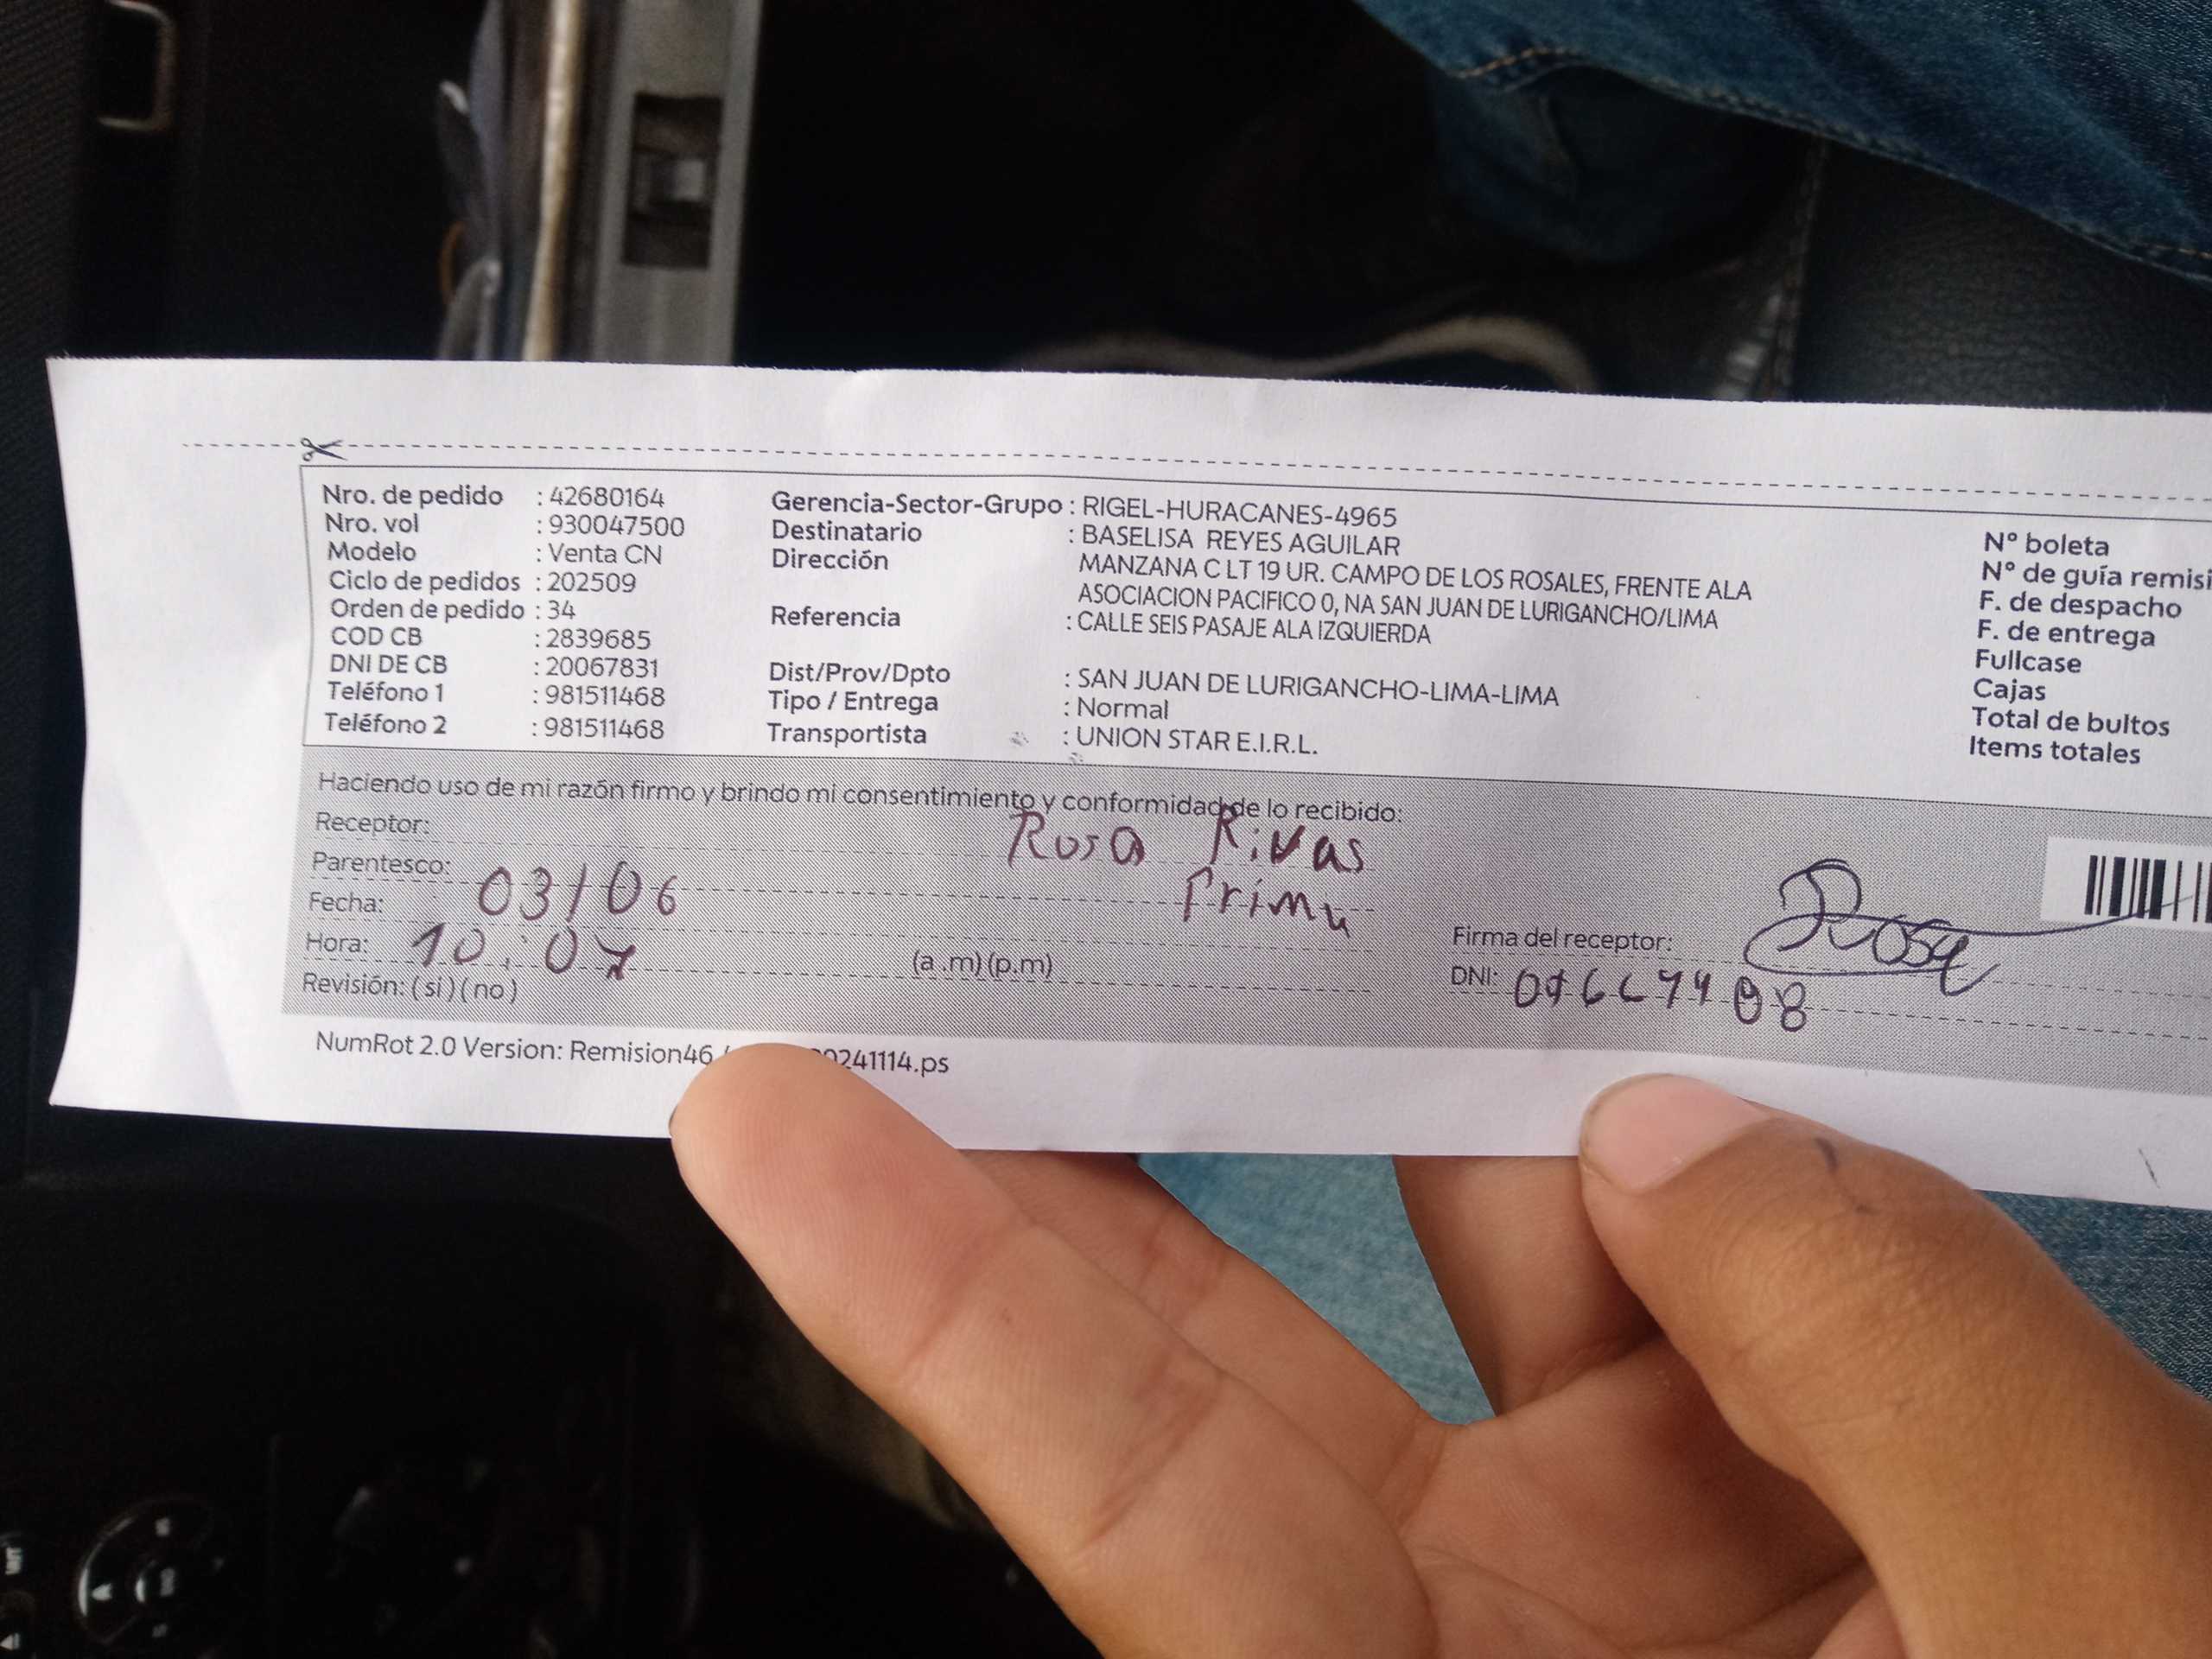 Nro. de pedido : 42680164
Nro. vol : 930047500
Modelo : Venta CN
Ciclo de pedidos : 202509
Orden de pedido : 34
COD CB : 2839685
DNI DE CB : 20067831
Teléfono 1 : 981511468
Teléfono 2 : 981511468
Gerencia-Sector-Grupo : RIGEL-HURACANES-4965
Destinatario : BASELISA REYES AGUILAR
Dirección MANZANA C LT 19 UR. CAMPO DE LOS ROSALES, FRENTE ALA
ASOCIACION PACIFICO 0, NA SAN JUAN DE LURIGANCHO/LIMA
Referencia : CALLE SEIS PASAJE ALA IZQUIERDA
Dist/Prov/Dpto : SAN JUAN DE LURIGANCHO-LIMA-LIMA
Tipo / Entrega : Normal
Transportista : UNION STAR E.I.R.L.
Nº boleta
Nº de guía remisi
F. de despacho
F. de entrega
Fullcase
Cajas
Total de bultos
Items totales
Haciendo uso de mi razón firmo y brindo mi consentimiento y conformidad de lo recibido:
Receptor: Rosa Rivas
Parentesco: Prima
Fecha: 03/06
Hora: 10:07 (a .m) (p.m)
Revisión: (si) (no)
Firma del receptor: Rosa
DNI:
NumRot 2.0 Version: Remision46 0241114.ps